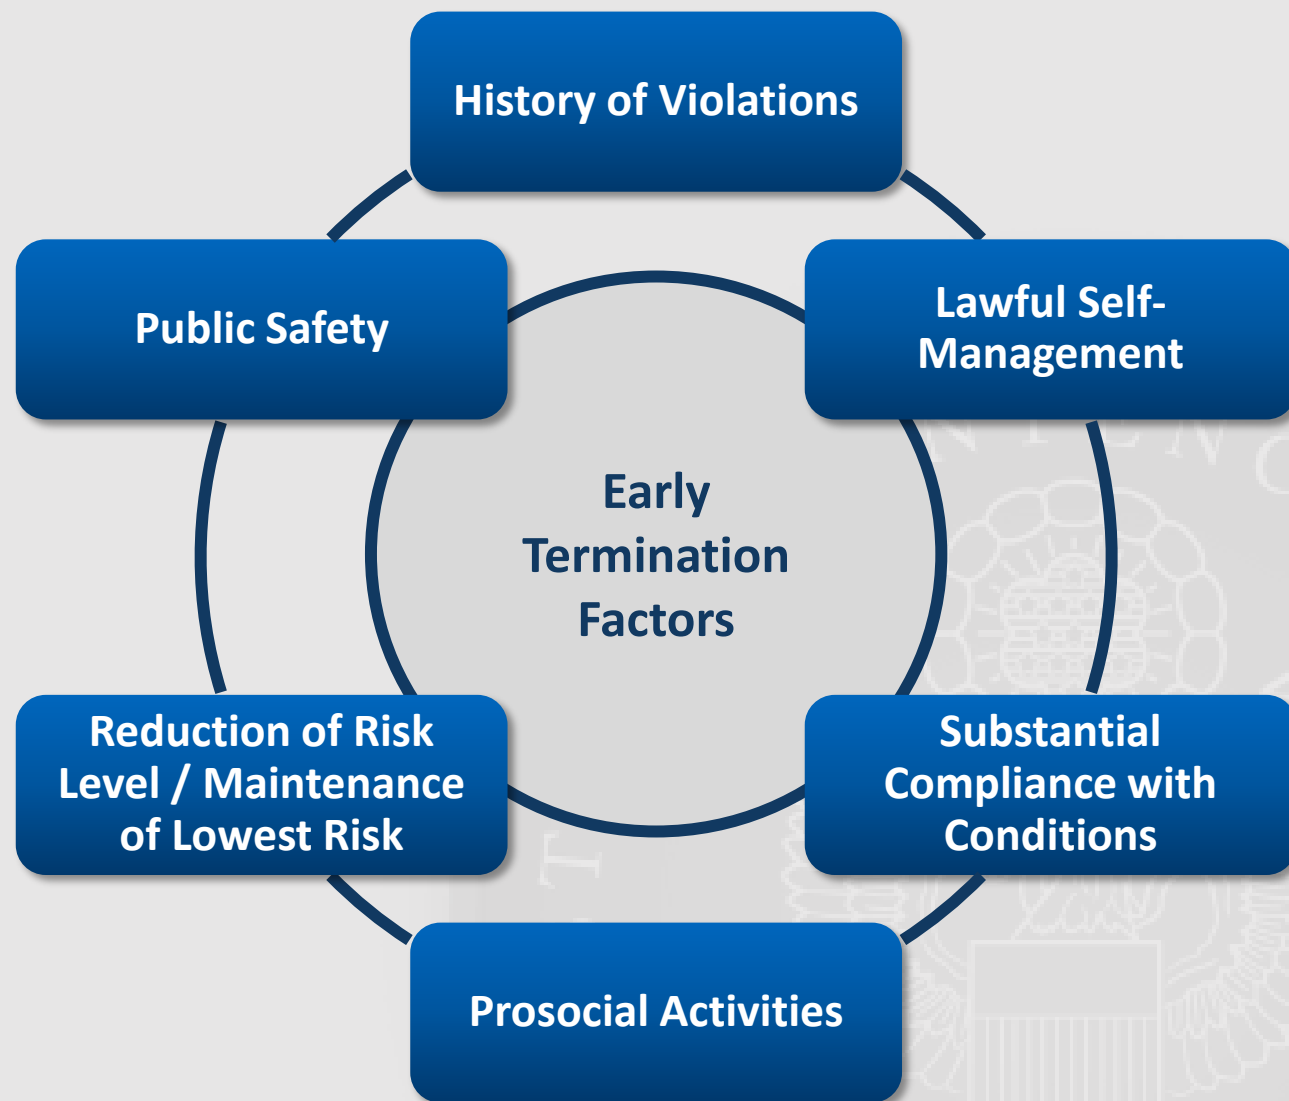 History of Violations
Public Safety
Lawful Self-
Management
Early
Termination
Factors
Reduction of Risk
Level / Maintenance
of Lowest Risk
Substantial
Compliance with
Conditions
Prosocial Activities